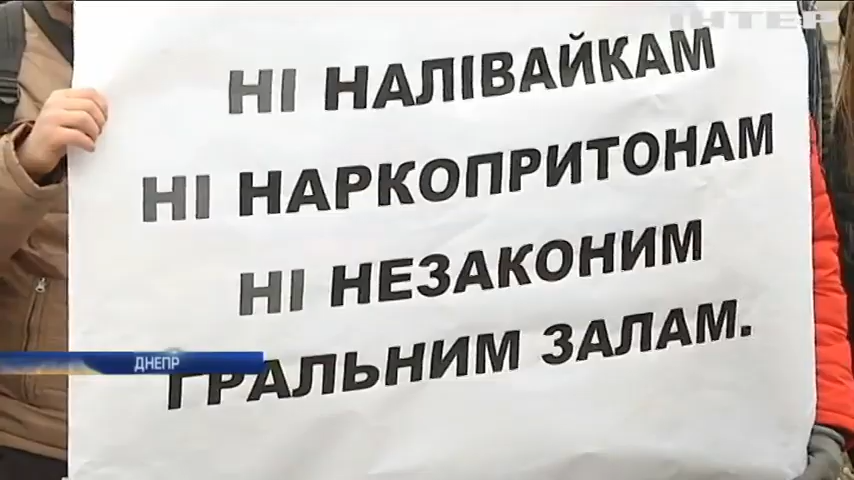 ІНТЕР
НІ НАЛІВАЙКАМ
НІ НАРКОПРИТОНАМ
НІ НЕЗАКОНИМ
ГРАЛЬНИМ ЗАЛАМ.
ДНЕПР